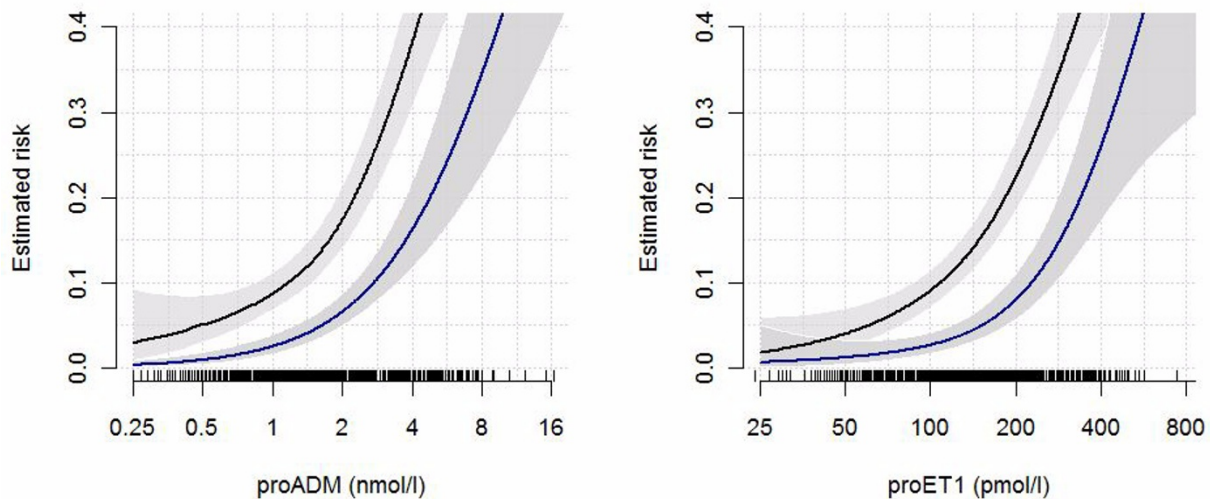 0.4
0.3
0.2
0.1
0.0
Estimated risk
0.25 0.5 1 2 4 8 16
proADM (nmol/l)
0.4
0.3
0.2
0.1
0.0
Estimated risk
25 50 100 200 400 800
proET1 (pmol/l)